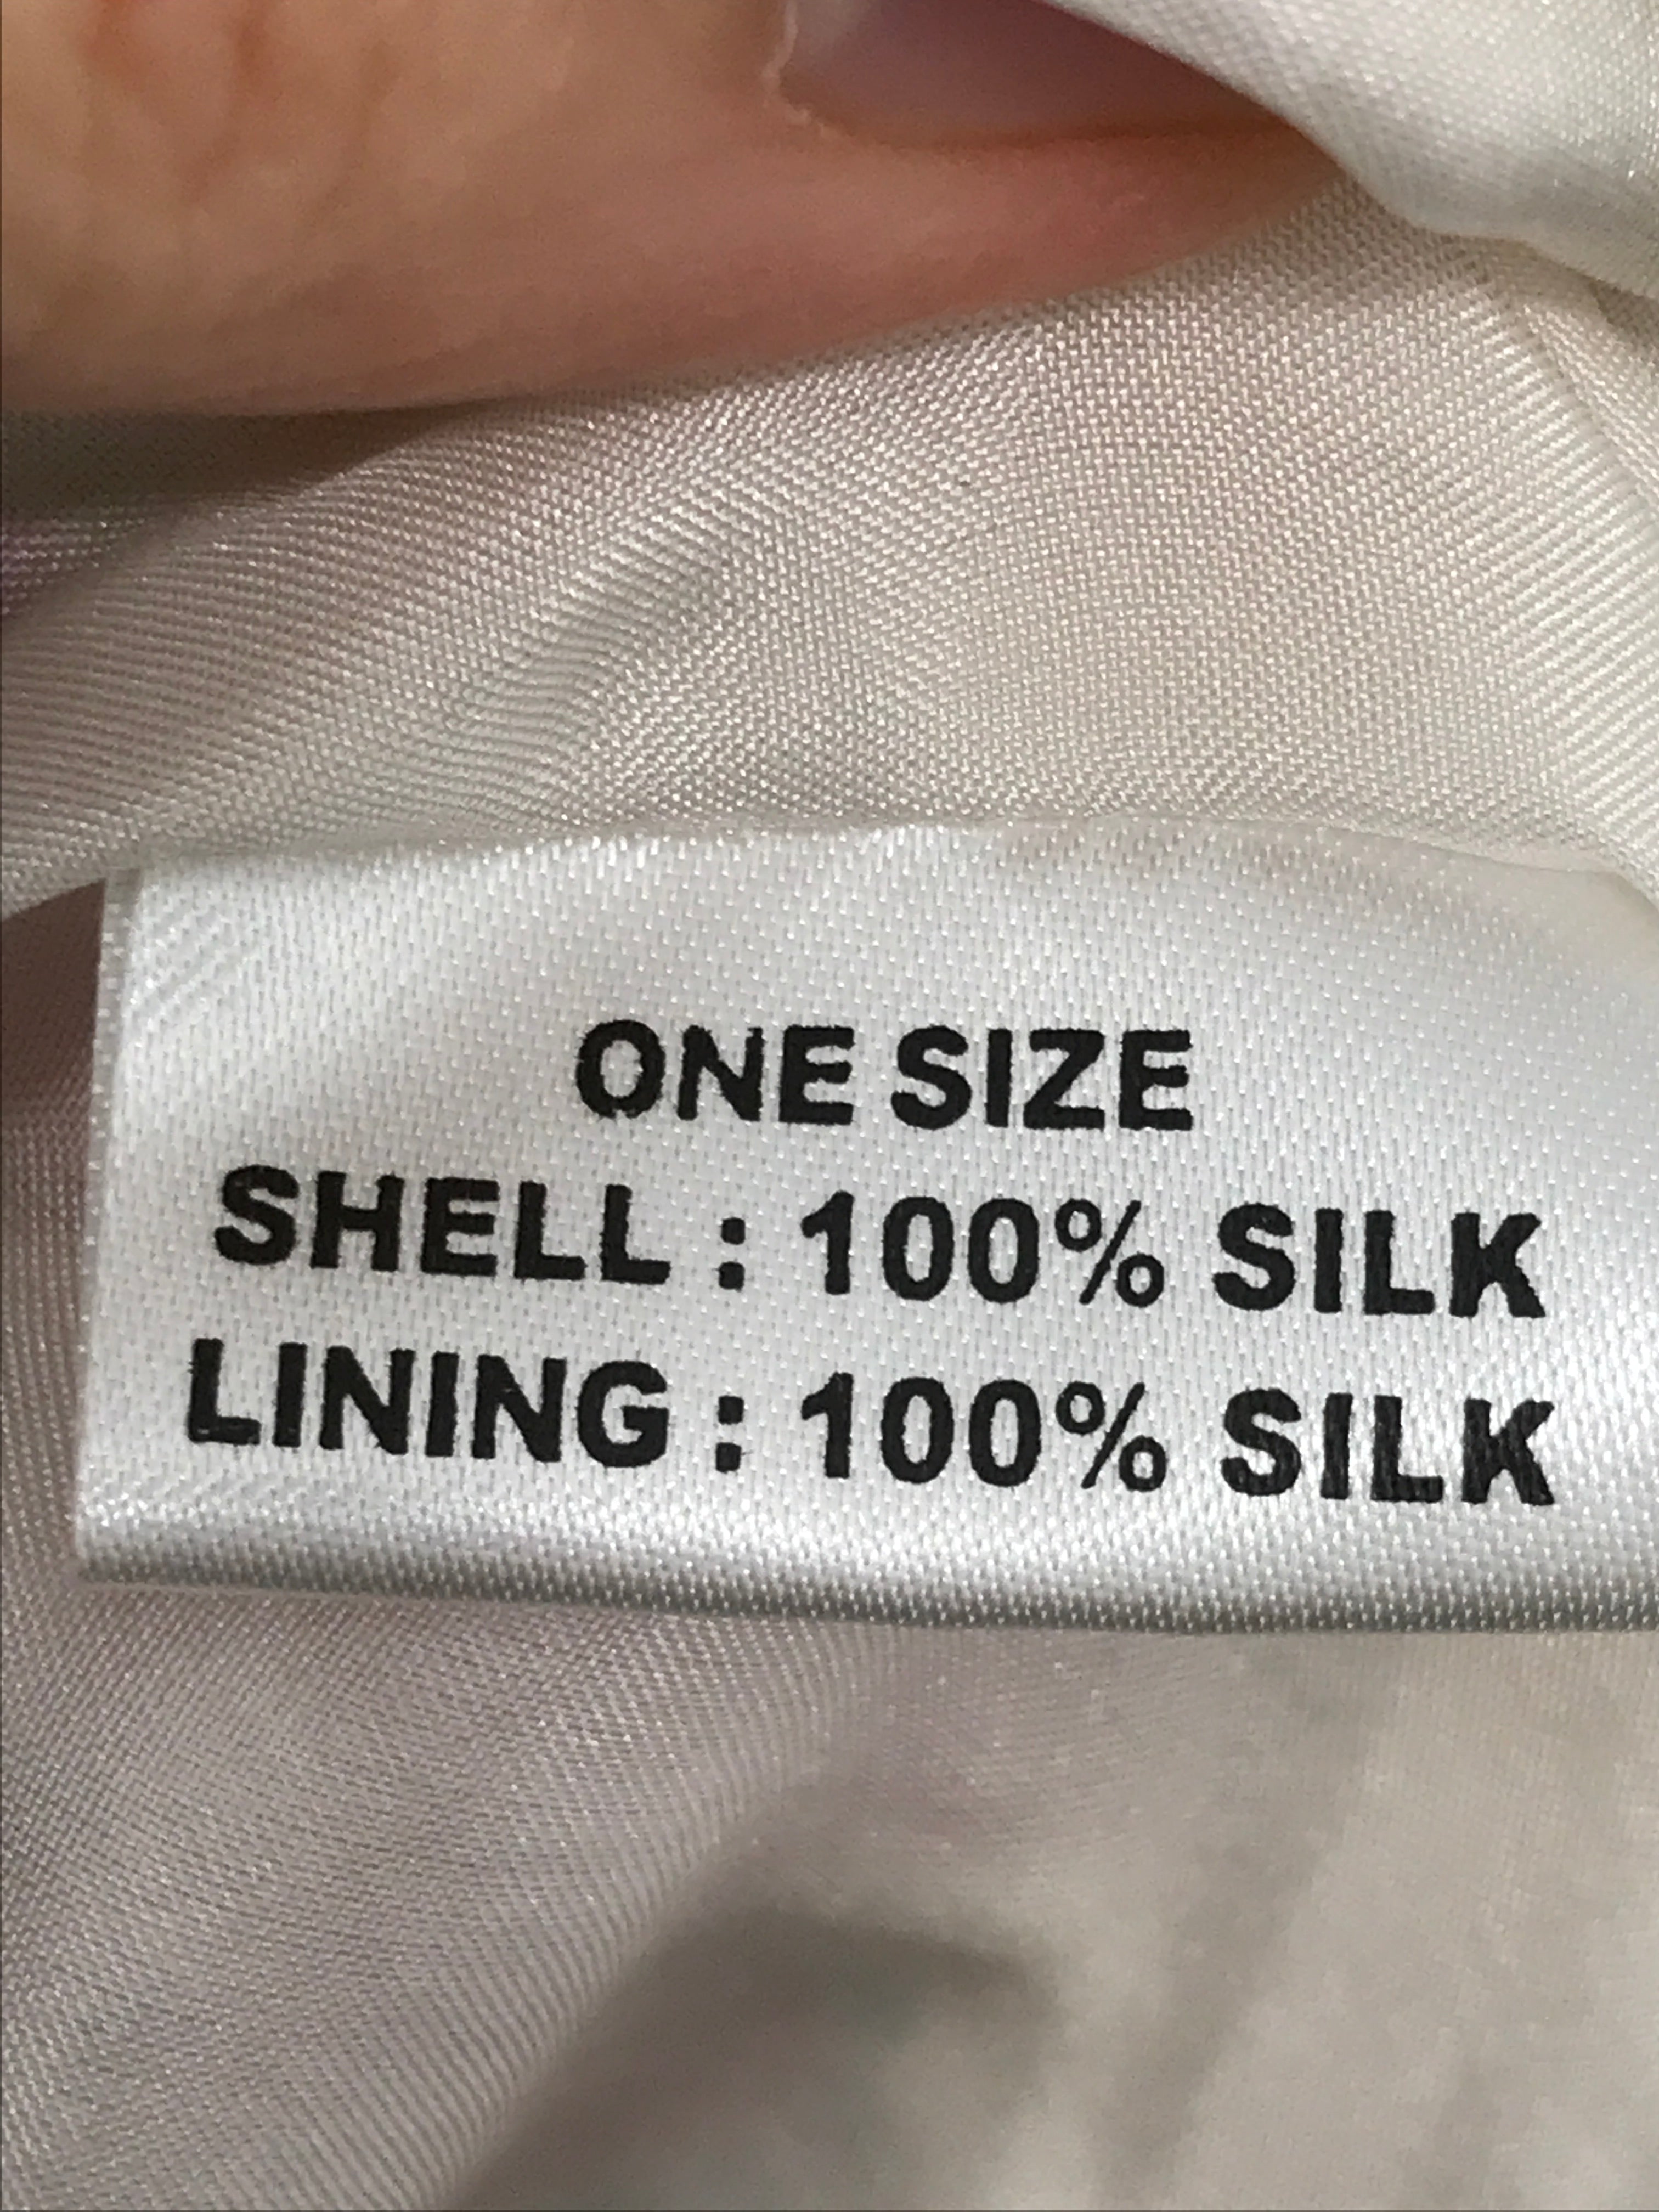 ONE SIZE
SHELL : 100% SILK
LINING : 100% SILK